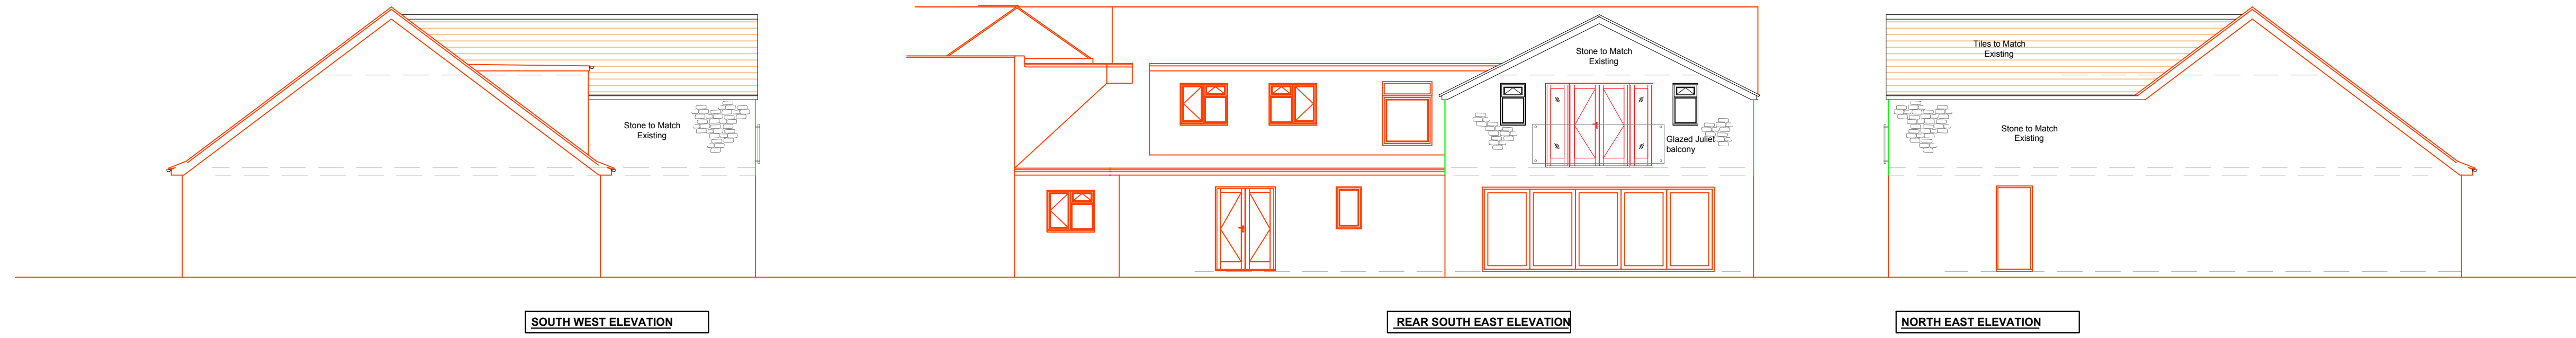 Stone to Match
Existing
SOUTH WEST ELEVATION
Stone to Match
Existing
Glazed Juliet
balcony
REAR SOUTH EAST ELEVATION
Tiles to Match
Existing
Stone to Match
Existing
NORTH EAST ELEVATION